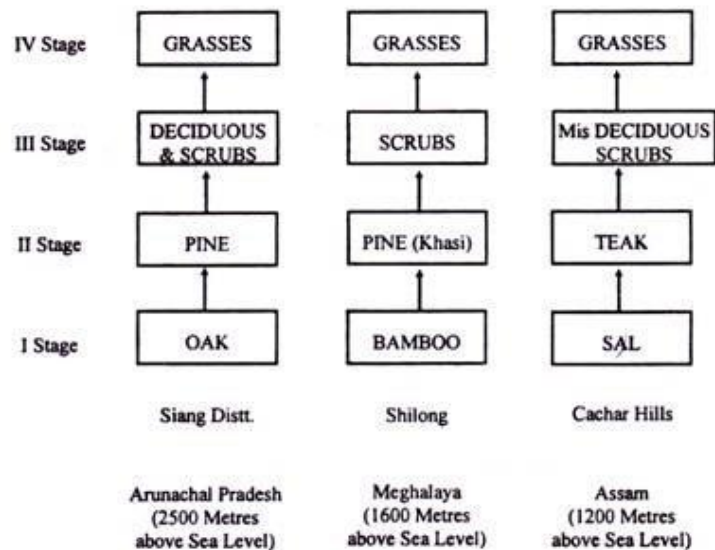 IV Stage GRASSES GRASSES GRASSES
III Stage DECIDUOUS & SCRUBS SCRUBS Mis DECIDUOUS SCRUBS
II Stage PINE PINE (Khasi) TEAK
I Stage OAK BAMBOO SAL
Siang Distt. Shilong Cachar Hills
Arunachal Pradesh Meghalaya Assam
(2500 Metres (1600 Metres (1200 Metres
above Sea Level) above Sea Level) above Sea Level)